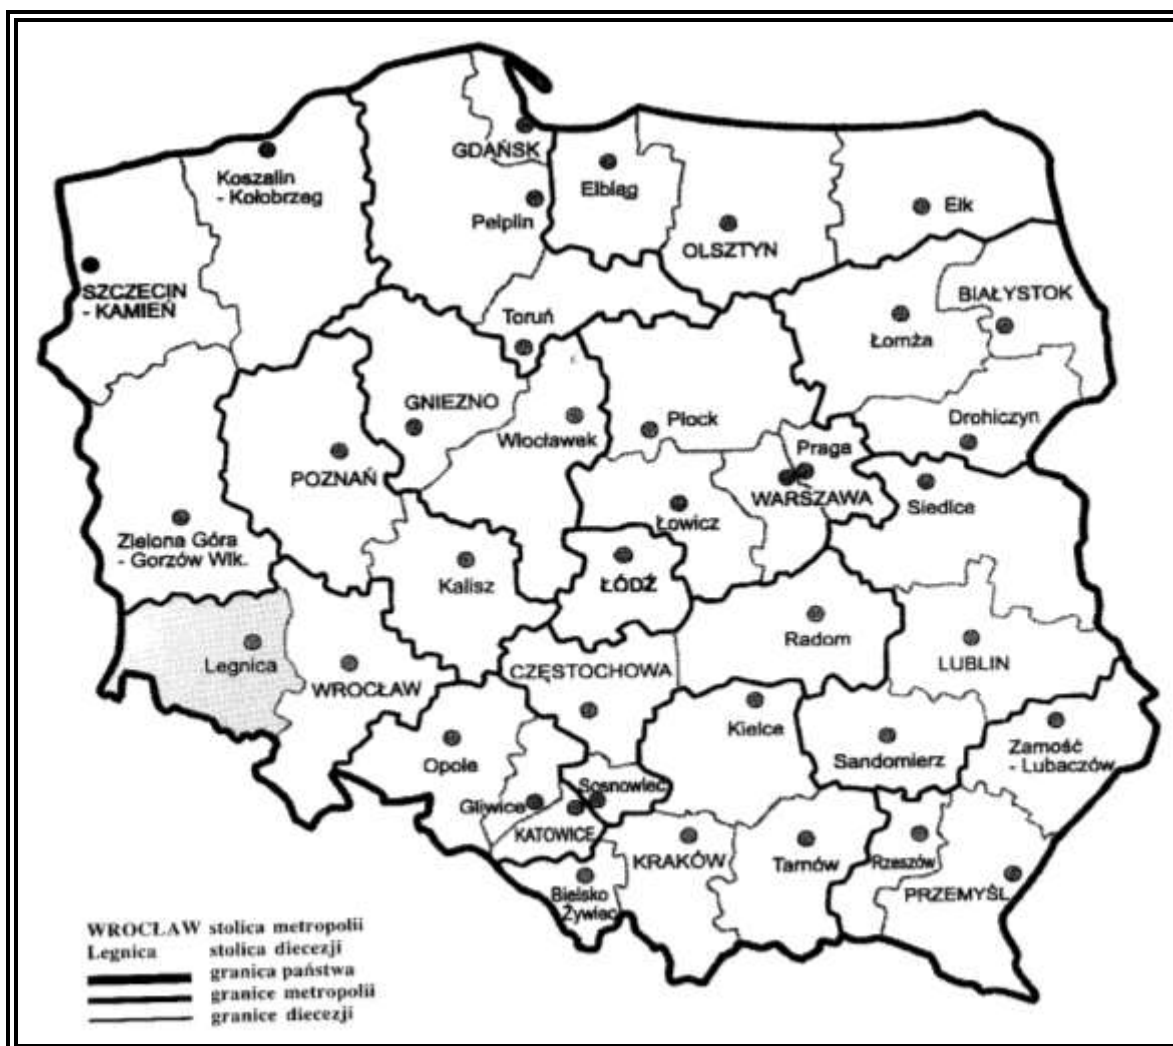 GDAŃSK
Koszalin
- Kołobrzeg
Elbląg
Pelplin
Ełk
OLSZTYN
SZCZECIN
- KAMIEŃ
BIAŁYSTOK
Toruń
Łomża
GNIEZNO
Włocławek
Płock
Drohiczyn
Praga
POZNAŃ
WARSZAWA
Siedlce
Łowicz
Zielona Góra
- Gorzów Wlk.
Kalisz
ŁÓDŹ
Radom
Legnica
LUBLIN
CZĘSTOCHOWA
WROCŁAW
Kielce
Zamość
- Lubaczów
Opole
Sandomierz
Sosnowiec
Gliwice
KATOWICE
KRAKÓW
Tarnów
Rzeszów
PRZEMYŚL
Bielsko
Żywiec
WROCŁAW stolica metropolii
Legnica stolica diecezji
granica państwa
granice metropolii
granice diecezji